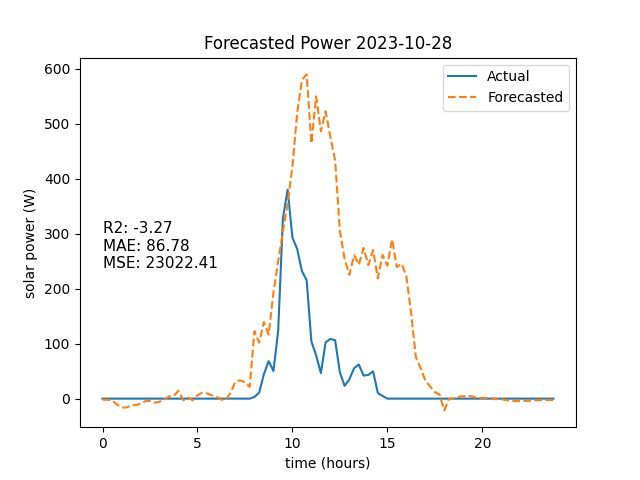 Forecasted Power 2023-10-28
Actual
Forecasted
R2: -3.27
MAE: 86.78
MSE: 23022.41
solar power (W)
600
500
400
300
200
100
0
0 5 10 15 20
time (hours)